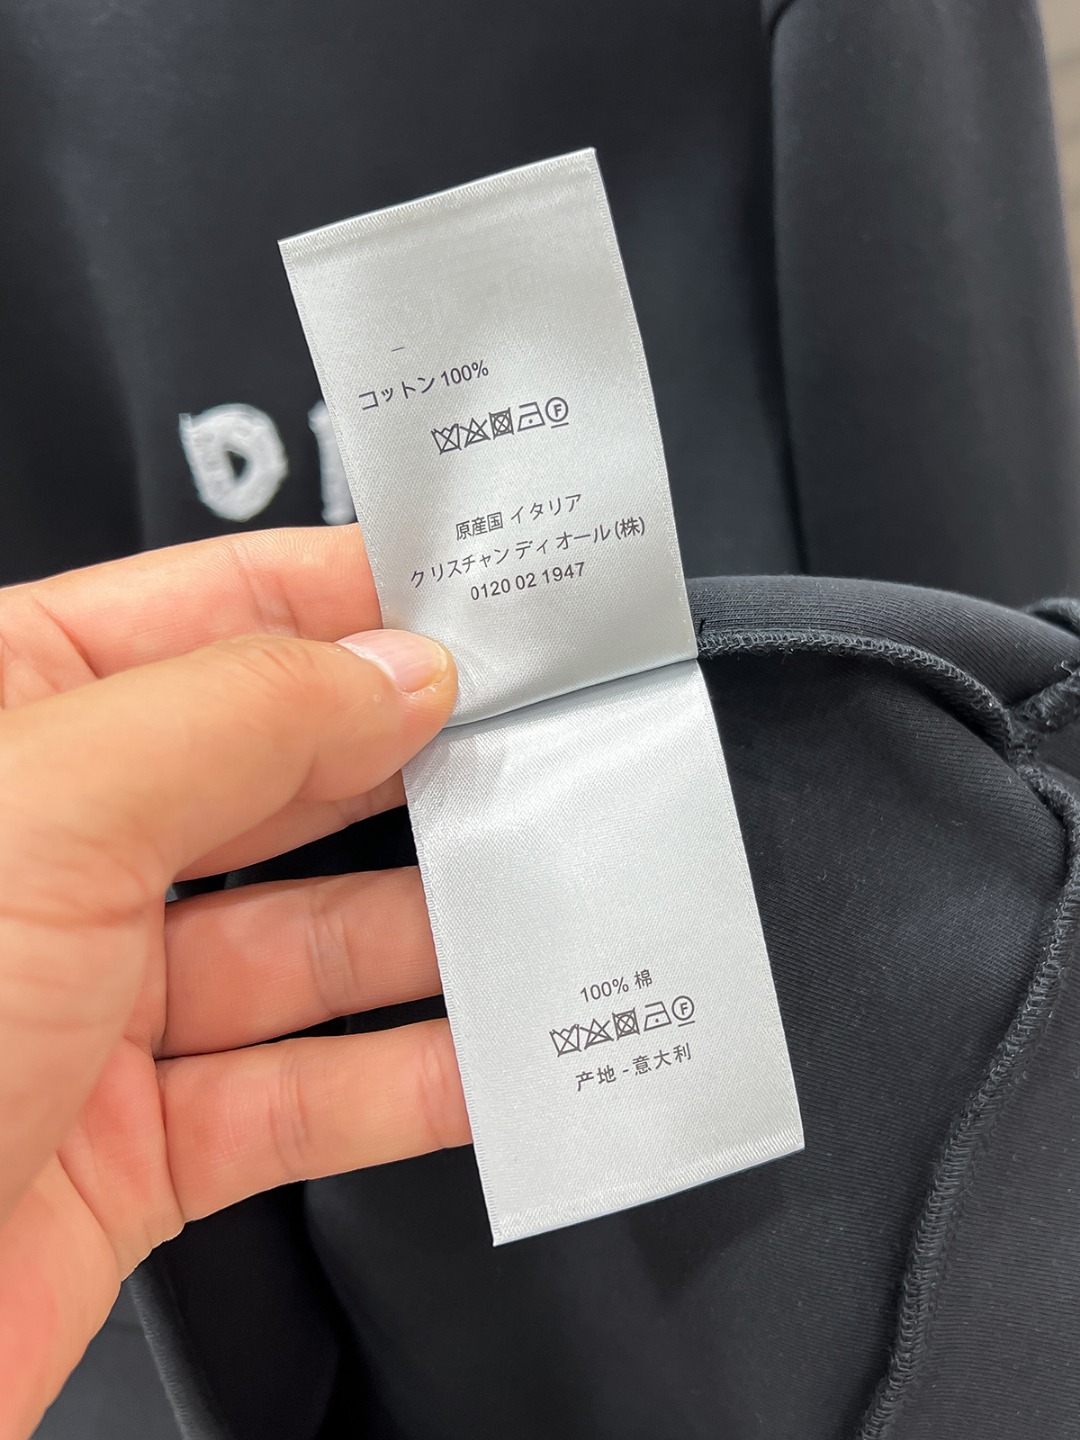 D
コットン 100%
F
原産国 イタリア
クリスチャン ディオール (株)
0120 02 1947
100% 棉
F
产地 - 意大利